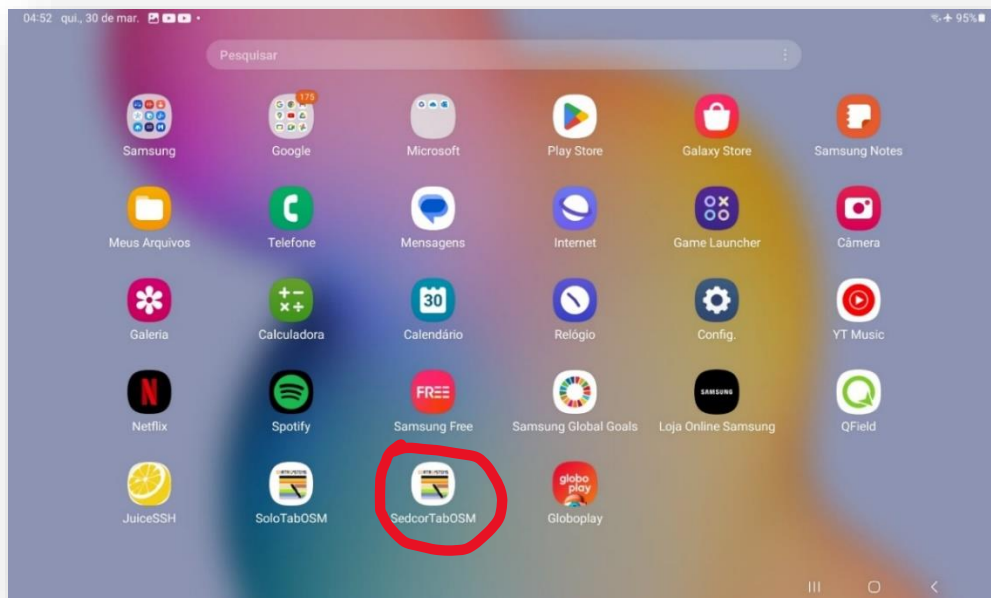 04:52 qui., 30 de mar.
95%
Pesquisar
175
Samsung
Google
Microsoft
Play Store
Galaxy Store
Samsung Notes
Meus Arquivos
Telefone
Mensagens
Internet
Game Launcher
Câmera
30
Galeria
Calculadora
Calendário
Relógio
Config.
YT Music
N
FREE
SAMSUNG
Netflix
Spotify
Samsung Free
Samsung Global Goals
Loja Online Samsung
QField
globo
play
JuiceSSH
SoloTabOSM
SedcorTabOSM
Globoplay